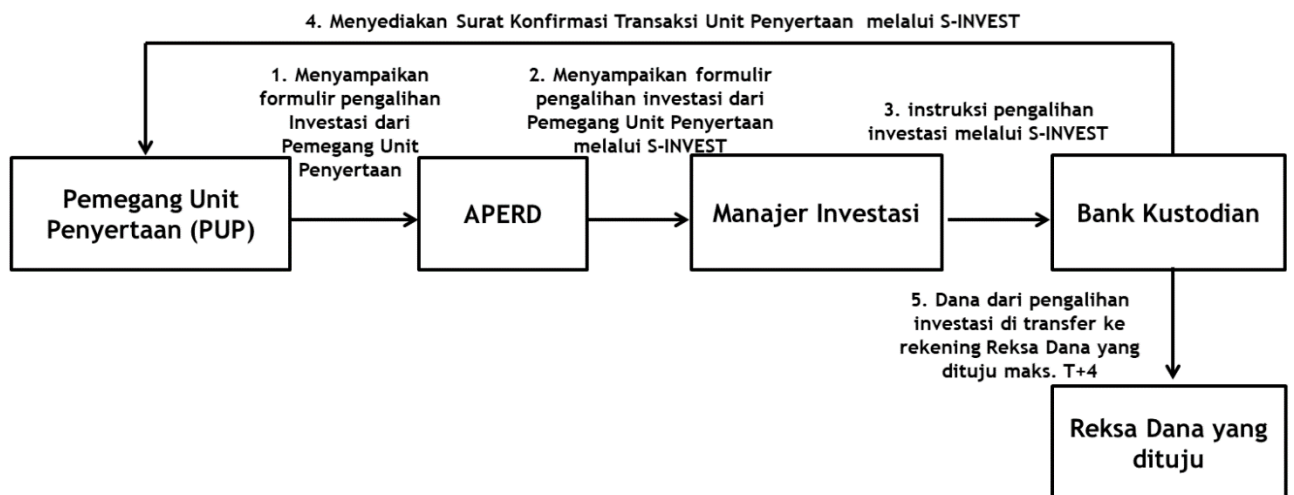 4. Menyediakan Surat Konfirmasi Transaksi Unit Penyertaan melalui S-INVEST
1. Menyampaikan
formulir pengalihan
Investasi dari
Pemegang Unit
Penyertaan
2. Menyampaikan formulir
pengalihan investasi dari
Pemegang Unit Penyertaan
melalui S-INVEST
3. instruksi pengalihan
investasi melalui S-INVEST
Pemegang Unit
Penyertaan (PUP)
APERD
Manajer Investasi
Bank Kustodian
5. Dana dari pengalihan
investasi di transfer ke
rekening Reksa Dana yang
dituju maks. T+4
Reksa Dana yang
dituju